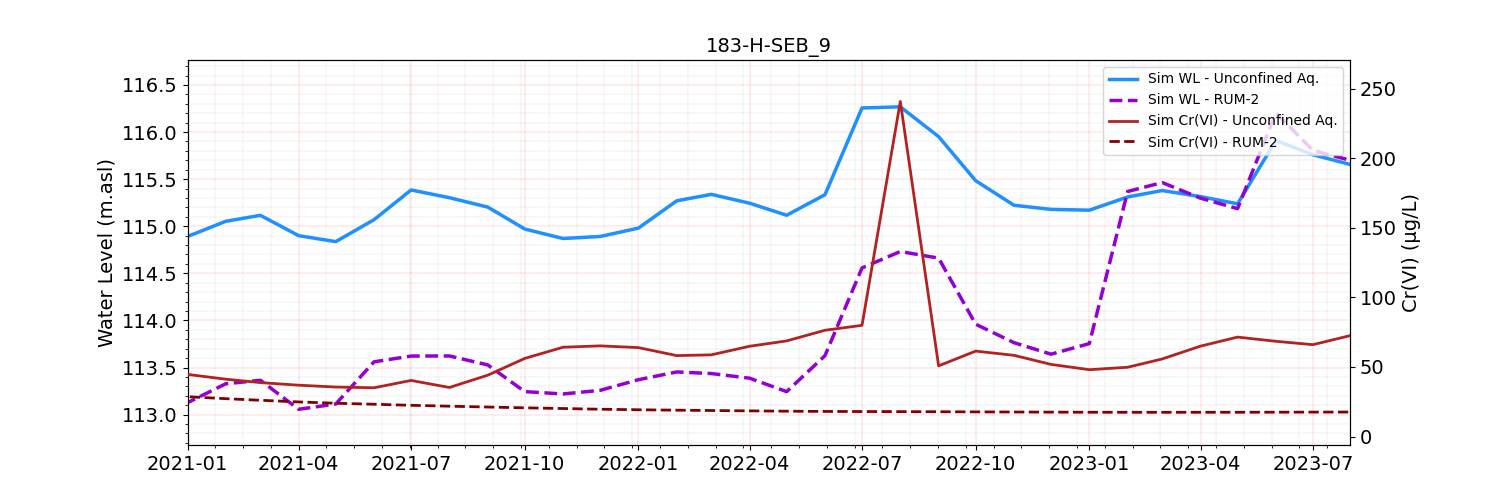 183-H-SEB_9
Water Level (m.asl)
116.5
116.0
115.5
115.0
114.5
114.0
113.5
113.0
Sim WL - Unconfined Aq.
Sim WL - RUM-2
Sim Cr(VI) - Unconfined Aq.
Sim Cr(VI) - RUM-2
250
200
150
100
50
0
Cr(VI) (μg/L)
2021-01 2021-04 2021-07 2021-10 2022-01 2022-04 2022-07 2022-10 2023-01 2023-04 2023-07